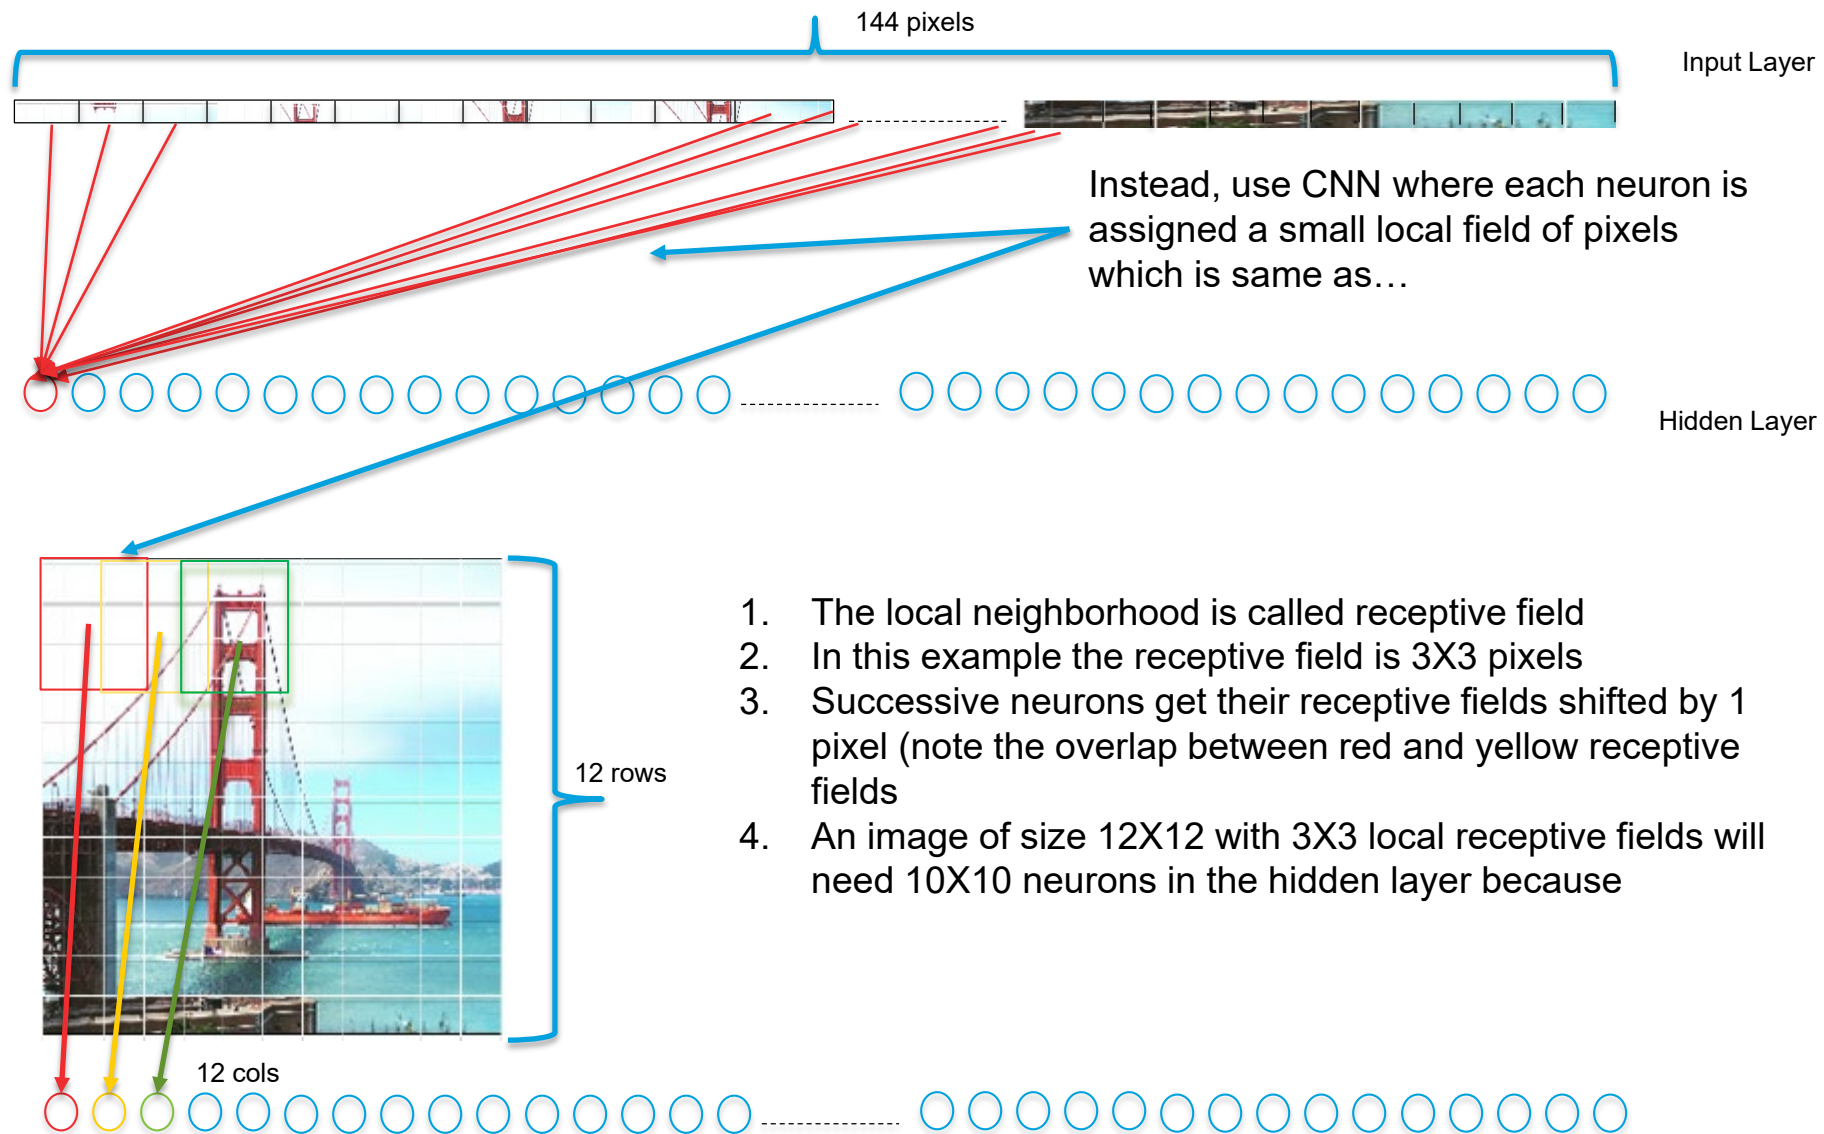 144 pixels
Input Layer
Instead, use CNN where each neuron is
assigned a small local field of pixels
which is same as…
Hidden Layer
12 rows
1. The local neighborhood is called receptive field
2. In this example the receptive field is 3X3 pixels
3. Successive neurons get their receptive fields shifted by 1
pixel (note the overlap between red and yellow receptive
fields
4. An image of size 12X12 with 3X3 local receptive fields will
need 10X10 neurons in the hidden layer because
12 cols